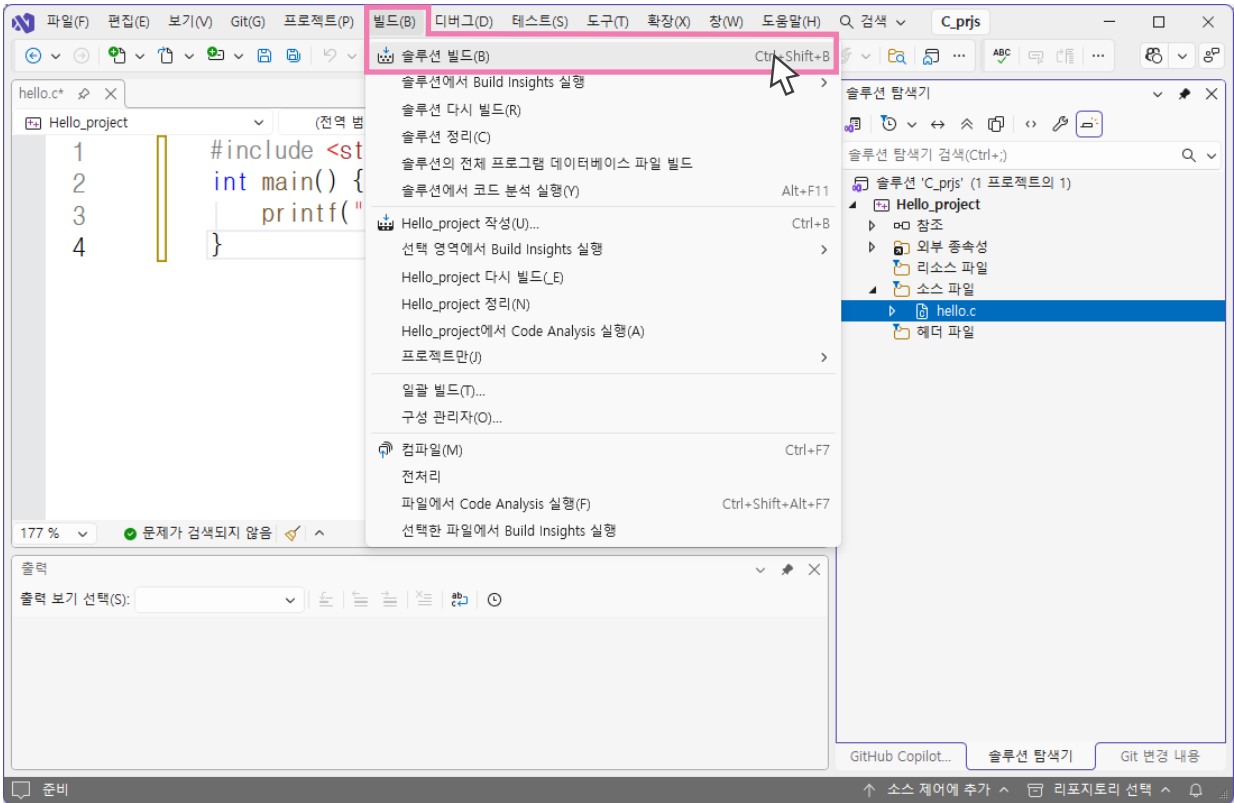 파일(F) 편집(E) 보기(V) Git(G) 프로젝트(P) 빌드(B) 디버그(D) 테스트(S) 도구(T) 확장(X) 창(W) 도움말(H) 검색 C_prjs
hello.c*
Hello_project (전역 범
1 #include <st
2 int main() {
3 printf("
4 }
177 % 문제가 검색되지 않음
솔루션 빌드(B) Ctrl+Shift+B
솔루션에서 Build Insights 실행
솔루션 다시 빌드(R)
솔루션 정리(C)
솔루션의 전체 프로그램 데이터베이스 파일 빌드
솔루션에서 코드 분석 실행(Y) Alt+F11
Hello_project 작성(U)... Ctrl+B
선택 영역에서 Build Insights 실행
Hello_project 다시 빌드(_E)
Hello_project 정리(N)
Hello_project에서 Code Analysis 실행(A)
프로젝트만(J)
일괄 빌드(T)...
구성 관리자(O)...
컴파일(M) Ctrl+F7
전처리
파일에서 Code Analysis 실행(F) Ctrl+Shift+Alt+F7
선택한 파일에서 Build Insights 실행
ABC
솔루션 탐색기
솔루션 탐색기 검색(Ctrl+;)
솔루션 'C_prjs' (1 프로젝트의 1)
Hello_project
참조
외부 종속성
리소스 파일
소스 파일
hello.c
헤더 파일
출력
출력 보기 선택(S):
GitHub Copilot... 솔루션 탐색기 Git 변경 내용
준비 소스 제어에 추가 리포지토리 선택